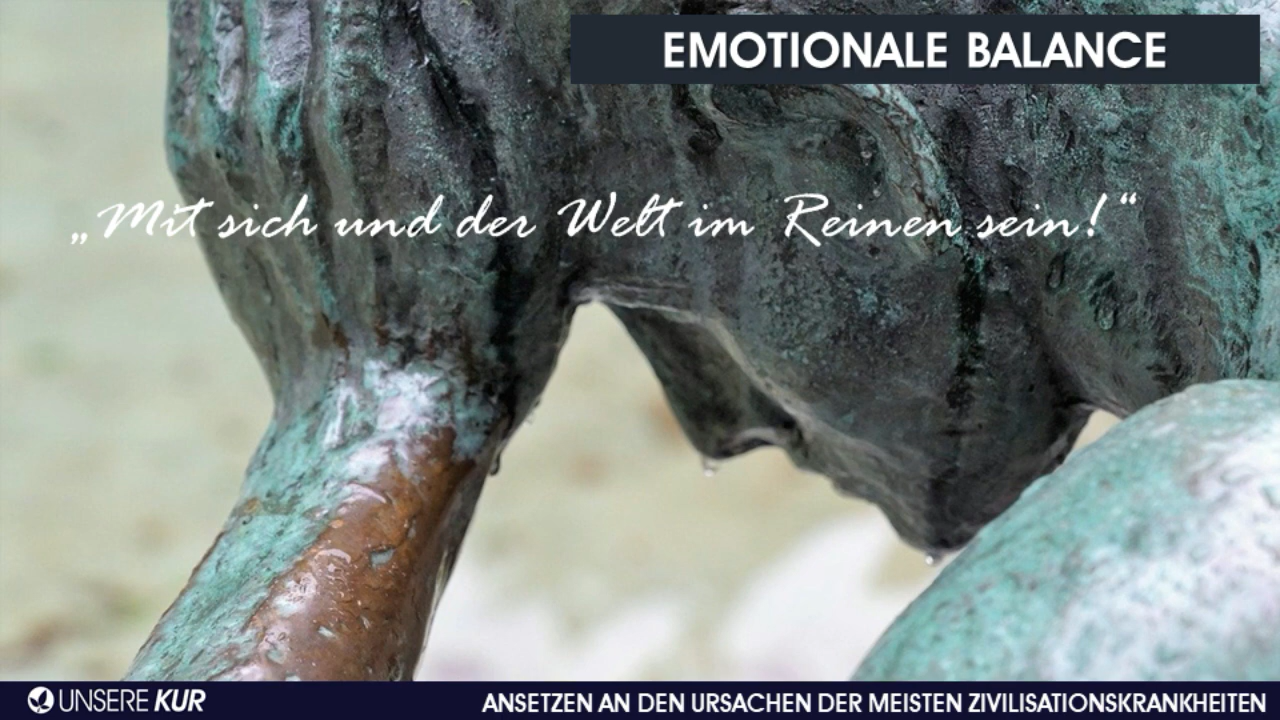 EMOTIONALE BALANCE
„Mit sich und der Welt im Reinen sein!“
UNSERE KUR
ANSETZEN AN DEN URSACHEN DER MEISTEN ZIVILISATIONSKRANKHEITEN